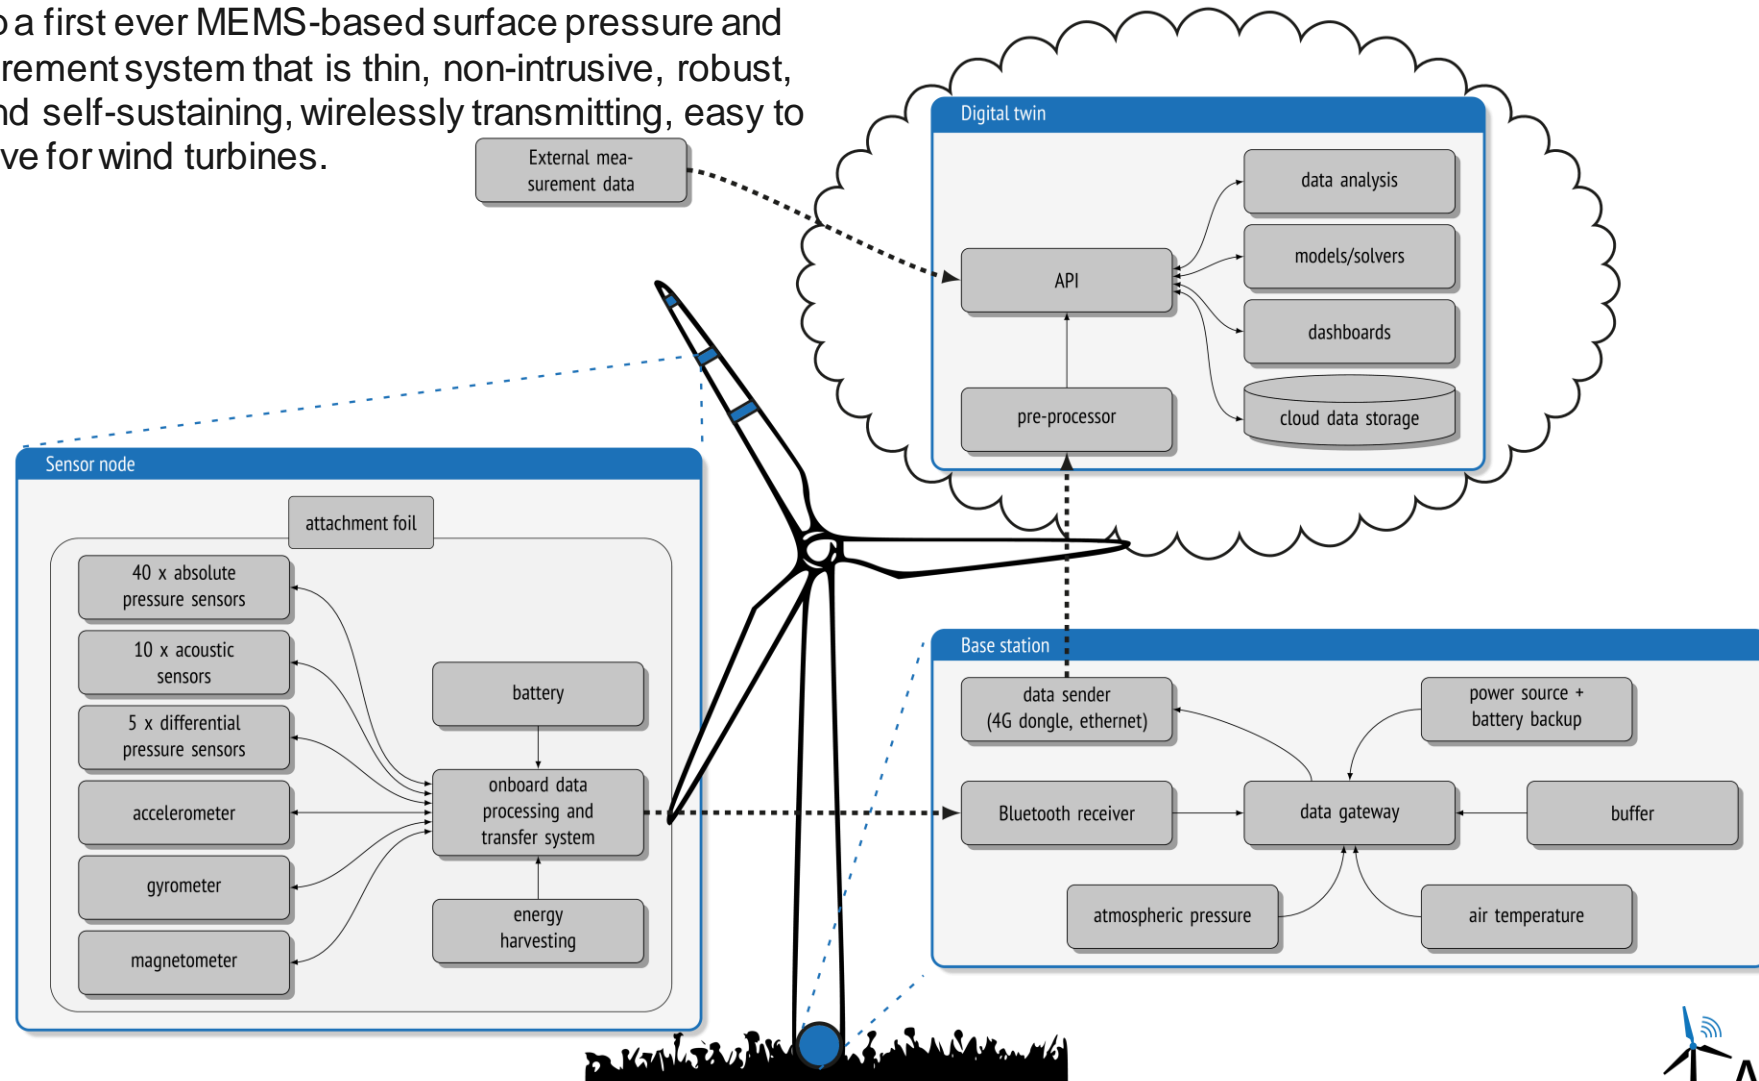 a first ever MEMS-based surface pressure and
rement system that is thin, non-intrusive, robust,
nd self-sustaining, wirelessly transmitting, easy to
ve for wind turbines.
External mea-
surement data
Digital twin
data analysis
models/solvers
API
dashboards
pre-processor
cloud data storage
Sensor node
attachment foil
40 x absolute
pressure sensors
10 x acoustic
sensors
5 x differential
pressure sensors
accelerometer
gyrometer
magnetometer
battery
onboard data
processing and
transfer system
energy
harvesting
Base station
data sender
(4G dongle, ethernet)
power source +
battery backup
Bluetooth receiver
data gateway
buffer
atmospheric pressure
air temperature